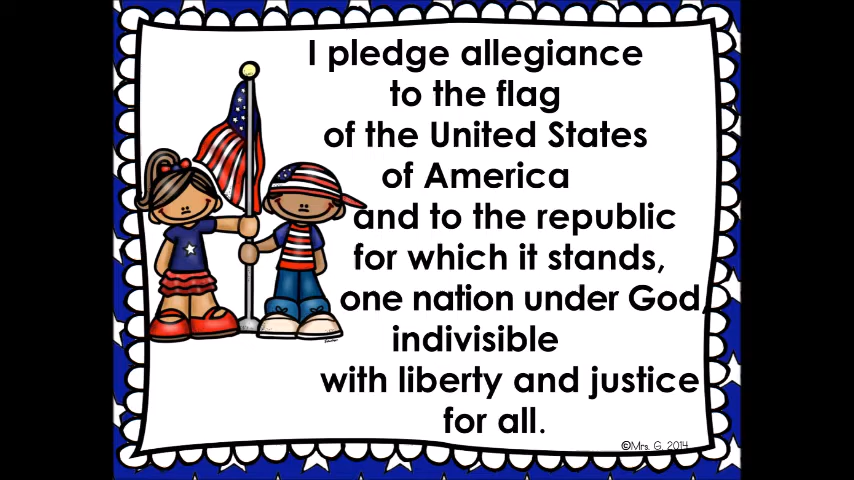 I pledge allegiance
to the flag
of the United States
of America
and to the republic
for which it stands,
one nation under God,
indivisible
with liberty and justice
for all.
©Mrs. G. 2014